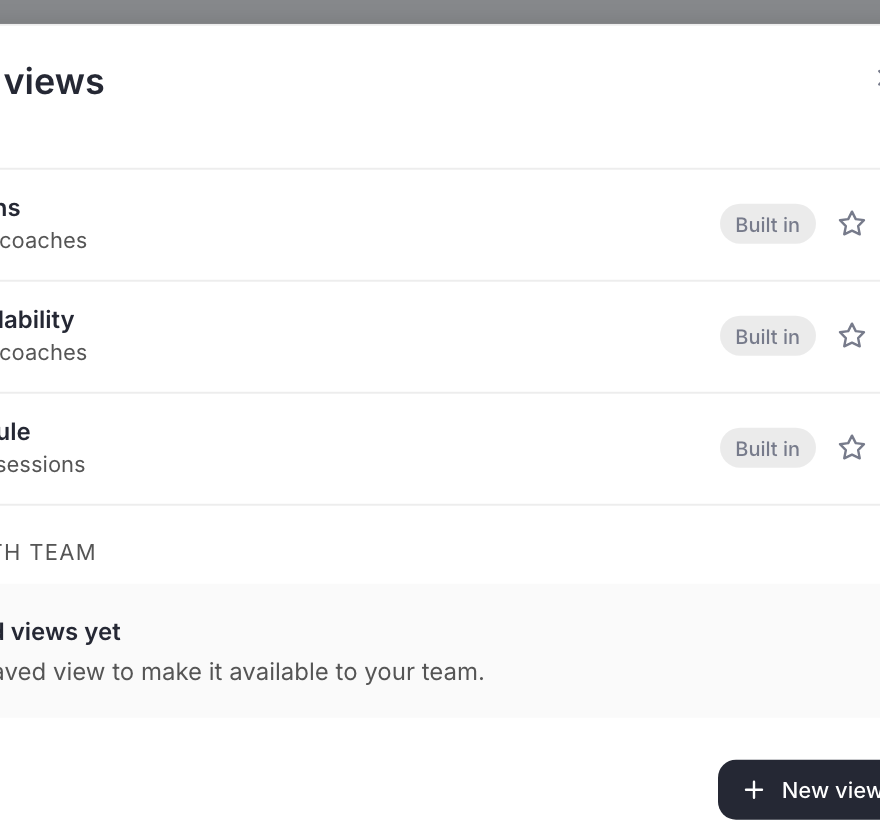 views
ns
coaches
Built in
lability
coaches
Built in
ule
sessions
Built in
TH TEAM
d views yet
aved view to make it available to your team.
+ New view